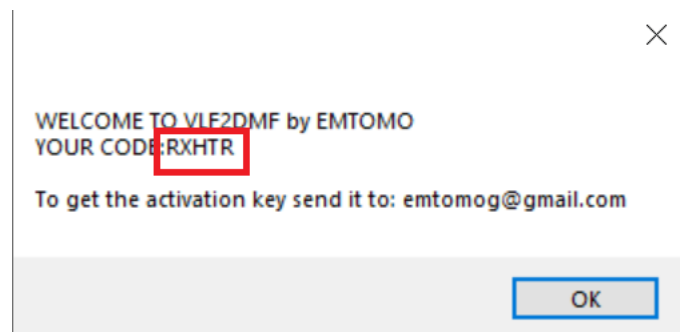 WELCOME TO VLF2DMF by EMTOMO
YOUR CODE:RXHTR
To get the activation key send it to: emtomog@gmail.com
OK